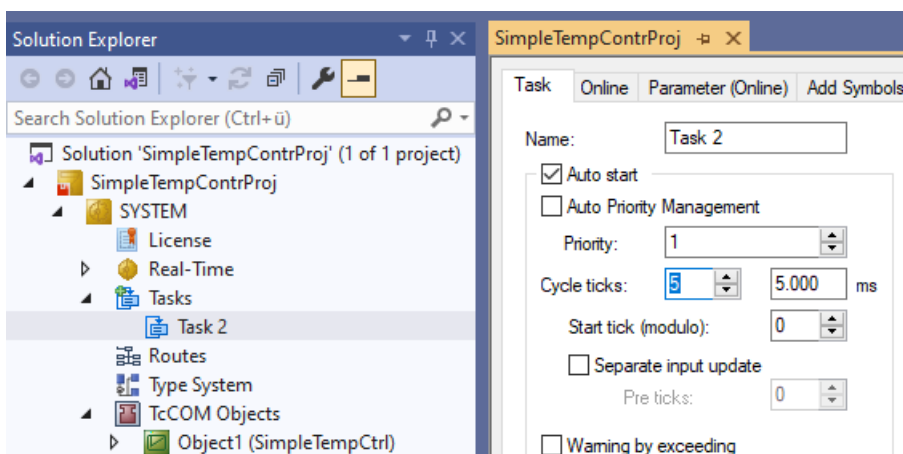 Solution Explorer
Search Solution Explorer (Ctrl+ü)
Solution 'SimpleTempContrProj' (1 of 1 project)
SimpleTempContrProj
SYSTEM
License
Real-Time
Tasks
Task 2
Routes
Type System
TcCOM Objects
Object1 (SimpleTempCtrl)
SimpleTempContrProj
Task Online Parameter (Online) Add Symbols
Name: Task 2
Auto start
Auto Priority Management
Priority: 1
Cycle ticks: 5 5.000 ms
Start tick (modulo): 0
Separate input update
Pre ticks: 0
Warning by exceeding